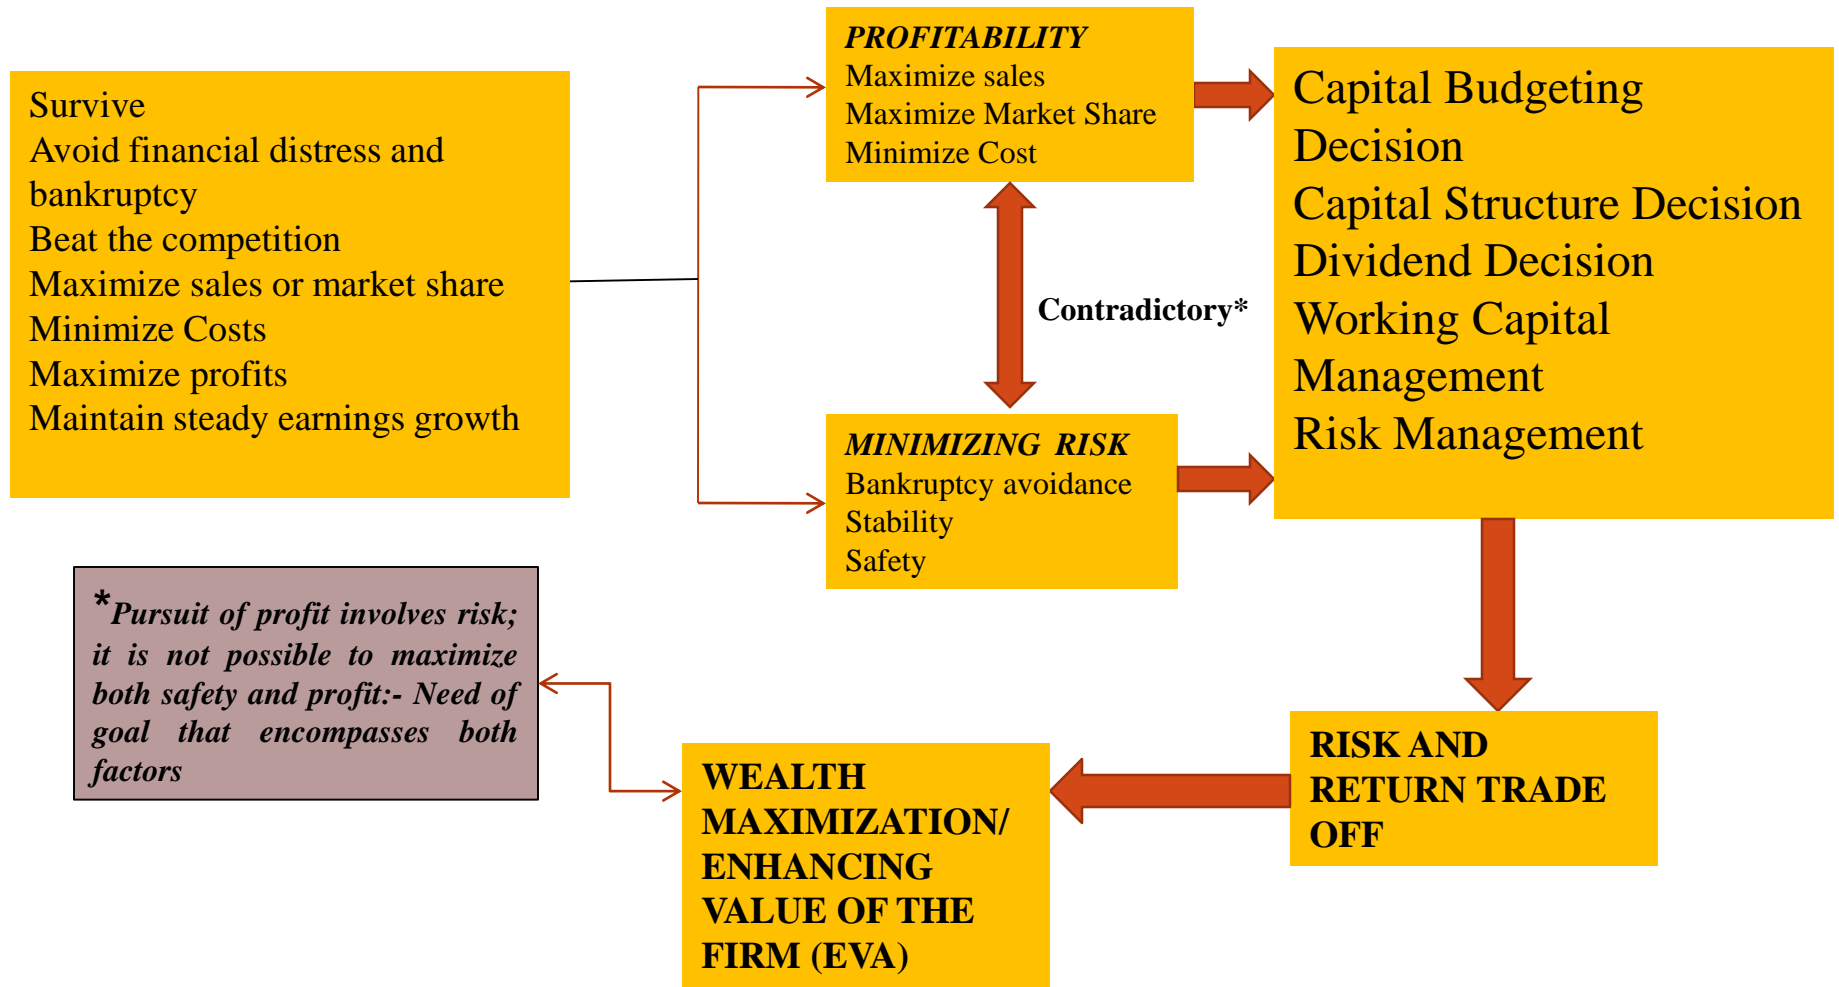 Survive
Avoid financial distress and
bankruptcy
Beat the competition
Maximize sales or market share
Minimize Costs
Maximize profits
Maintain steady earnings growth
PROFITABILITY
Maximize sales
Maximize Market Share
Minimize Cost
Contradictory*
MINIMIZING RISK
Bankruptcy avoidance
Stability
Safety
Capital Budgeting
Decision
Capital Structure Decision
Dividend Decision
Working Capital
Management
Risk Management
RISK AND
RETURN TRADE
OFF
WEALTH
MAXIMIZATION/
ENHANCING
VALUE OF THE
FIRM (EVA)
*Pursuit of profit involves risk;
it is not possible to maximize
both safety and profit:- Need of
goal that encompasses both
factors